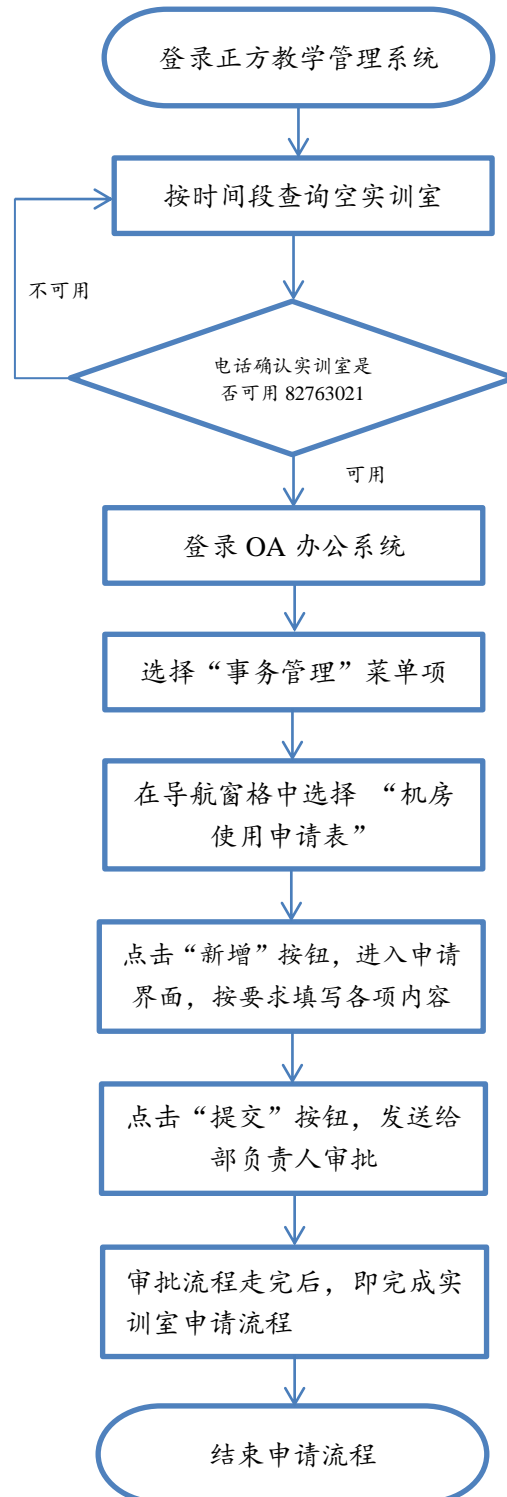 登录正方教学管理系统
按时间段查询空实训室
不可用
电话确认实训室是
否可用 82763021
可用
登录 OA 办公系统
选择“事务管理”菜单项
在导航窗格中选择 “机房
使用申请表”
点击“新增”按钮，进入申请
界面，按要求填写各项内容
点击“提交”按钮，发送给
部负责人审批
审批流程走完后，即完成实
训室申请流程
结束申请流程